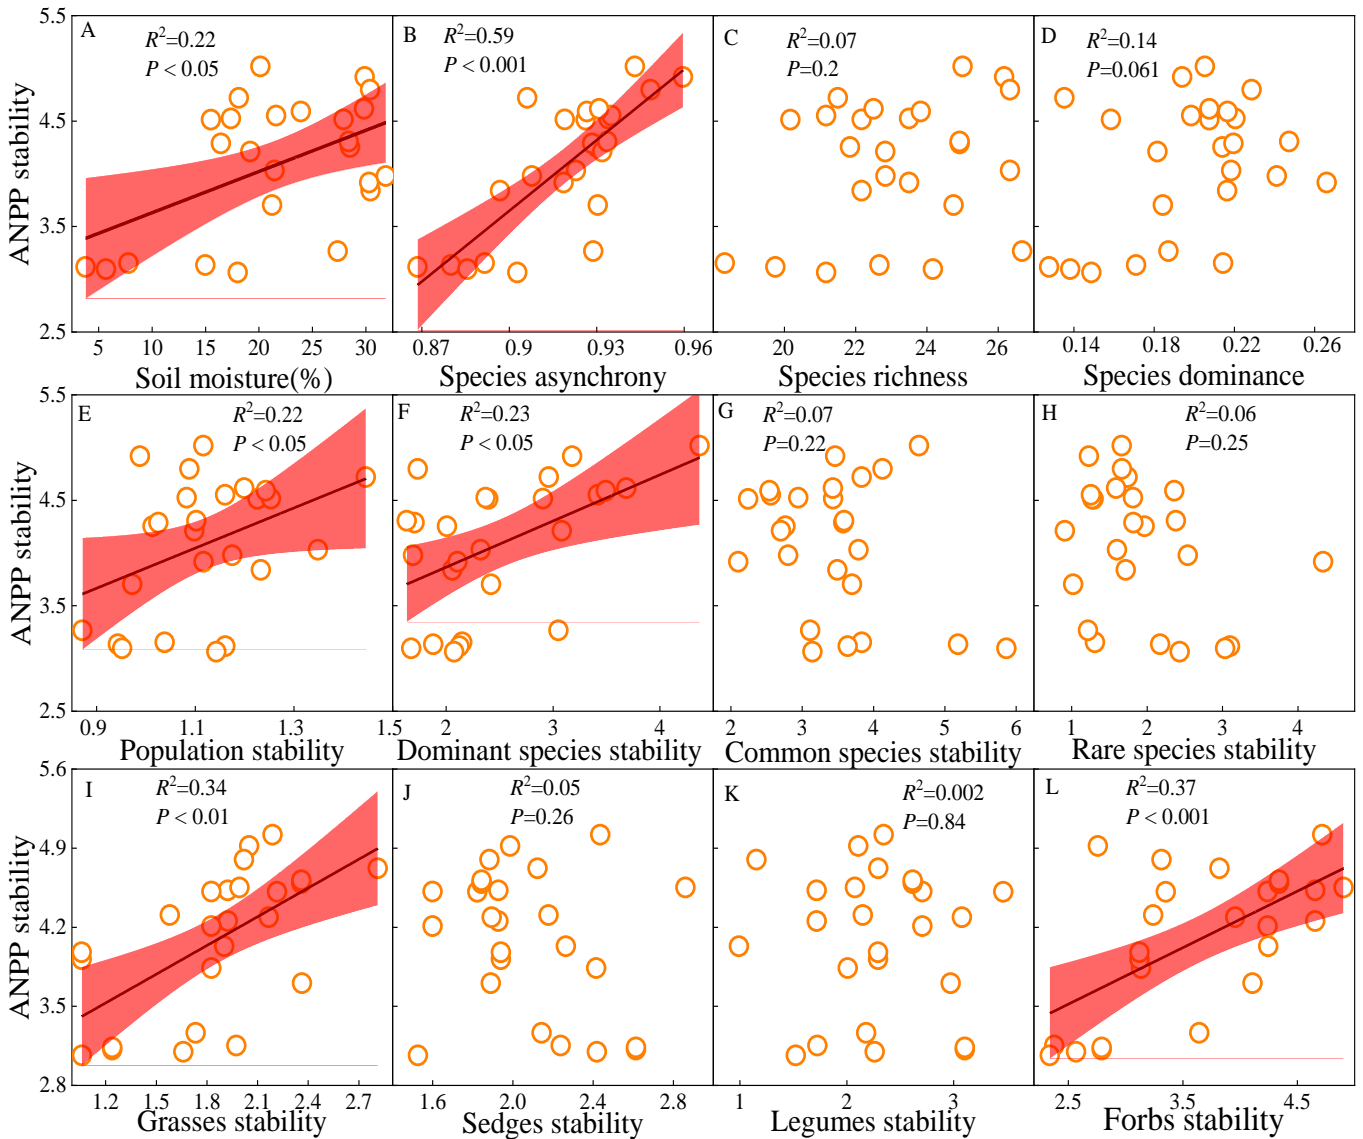 5.5
4.5
3.5
2.5
ANPP stability
A
R²=0.22
P < 0.05
5 10 15 20 25 30
Soil moisture(%)
B
R²=0.59
P < 0.001
0.87 0.9 0.93 0.96
Species asynchrony
C
R²=0.07
P=0.2
20 22 24 26
Species richness
D
R²=0.14
P=0.061
0.14 0.18 0.22 0.26
Species dominance
5.5
4.5
3.5
2.5
ANPP stability
E
R²=0.22
P < 0.05
0.9 1.1 1.3 1.5
Population stability
F
R²=0.23
P < 0.05
2 3 4
Dominant species stability
G
R²=0.07
P=0.22
2 3 4 5 6
Common species stability
H
R²=0.06
P=0.25
1 2 3 4
Rare species stability
5.6
4.9
4.2
3.5
2.8
ANPP stability
I
R²=0.34
P < 0.01
1.2 1.5 1.8 2.1 2.4 2.7
Grasses stability
J
R²=0.05
P=0.26
1.6 2.0 2.4 2.8
Sedges stability
K
R²=0.002
P=0.84
1 2 3
Legumes stability
L
R²=0.37
P < 0.001
2.5 3.5 4.5
Forbs stability